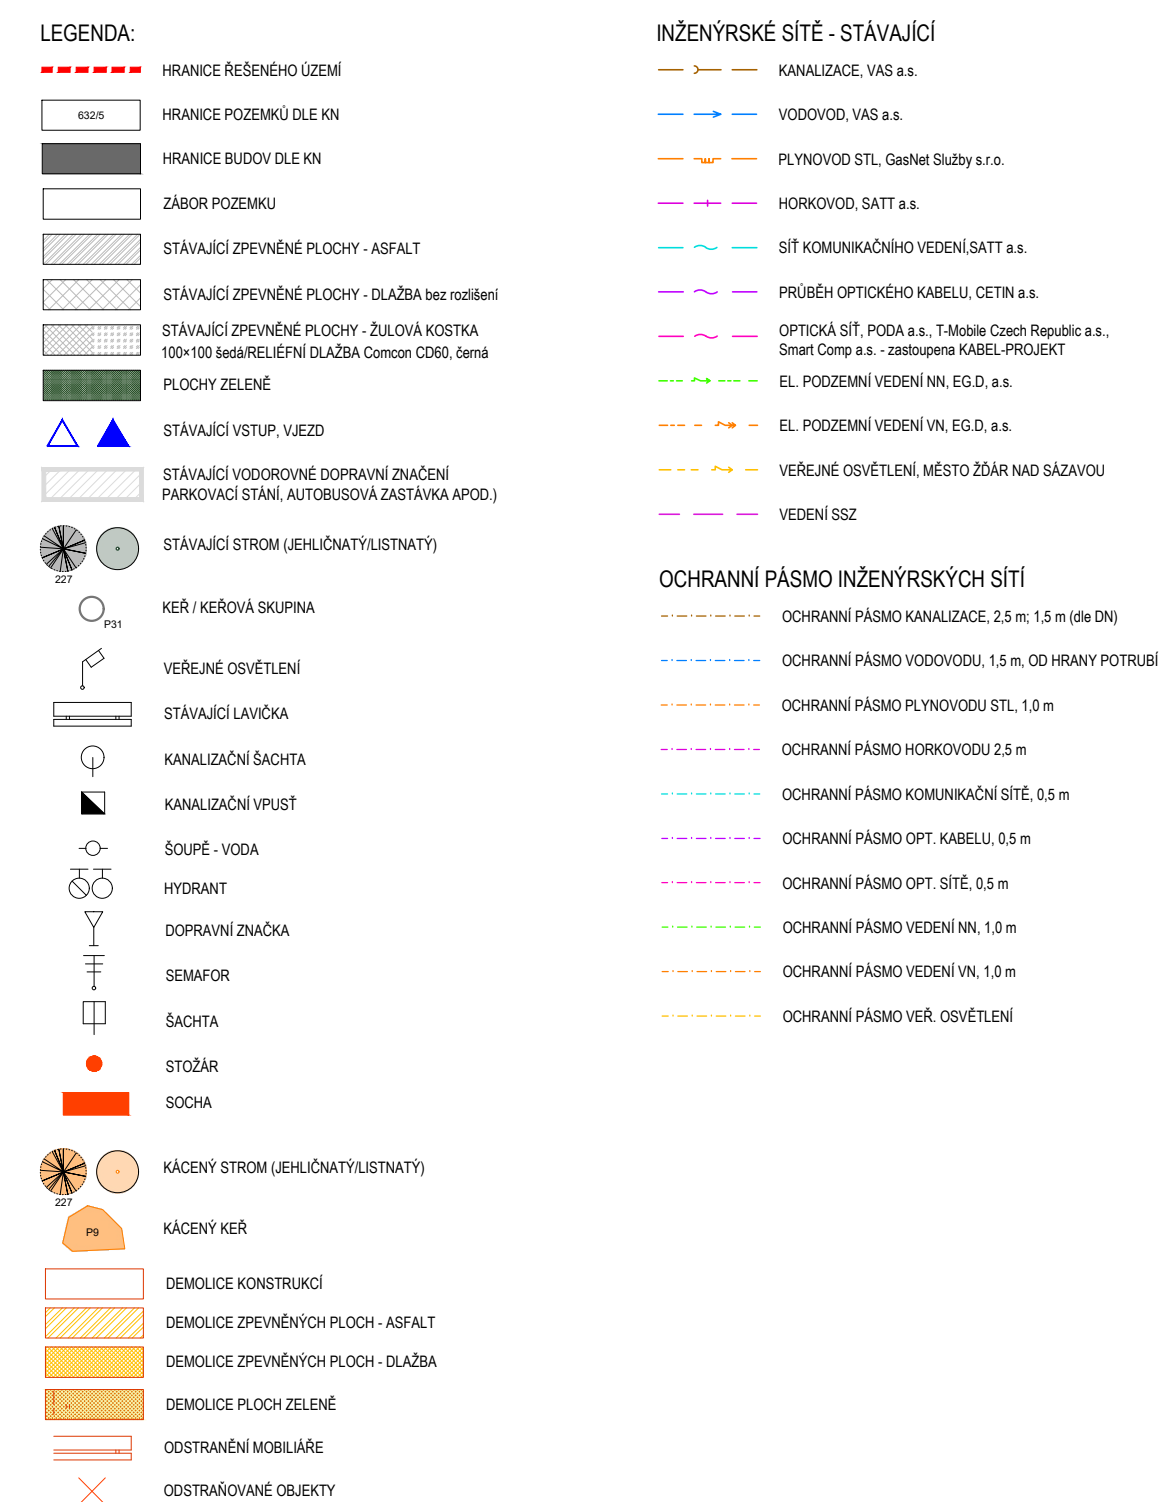 LEGENDA:
HRANICE ŘEŠENÉHO ÚZEMÍ
632/5
HRANICE POZEMKŮ DLE KN
HRANICE BUDOV DLE KN
ZÁBOR POZEMKU
STÁVAJÍCÍ ZPEVNĚNÉ PLOCHY - ASFALT
STÁVAJÍCÍ ZPEVNĚNÉ PLOCHY - DLAŽBA bez rozlišení
STÁVAJÍCÍ ZPEVNĚNÉ PLOCHY - ŽULOVÁ KOSTKA
100×100 šedá/RELIÉFNÍ DLAŽBA Comcon CD60, černá
PLOCHY ZELENĚ
STÁVAJÍCÍ VSTUP, VJEZD
STÁVAJÍCÍ VODOROVNÉ DOPRAVNÍ ZNAČENÍ
PARKOVACÍ STÁNÍ, AUTOBUSOVÁ ZASTÁVKA APOD.)
STÁVAJÍCÍ STROM (JEHLIČNATÝ/LISTNATÝ)
227
KEŘ / KEŘOVÁ SKUPINA
P31
VEŘEJNÉ OSVĚTLENÍ
STÁVAJÍCÍ LAVIČKA
KANALIZAČNÍ ŠACHTA
KANALIZAČNÍ VPUSŤ
ŠOUPĚ - VODA
HYDRANT
DOPRAVNÍ ZNAČKA
SEMAFOR
ŠACHTA
STOŽÁR
SOCHA
KÁCENÝ STROM (JEHLIČNATÝ/LISTNATÝ)
227
P9
KÁCENÝ KEŘ
DEMOLICE KONSTRUKCÍ
DEMOLICE ZPEVNĚNÝCH PLOCH - ASFALT
DEMOLICE ZPEVNĚNÝCH PLOCH - DLAŽBA
DEMOLICE PLOCH ZELENĚ
ODSTRANĚNÍ MOBILIÁŘE
ODSTRAŇOVANÉ OBJEKTY
INŽENÝRSKÉ SÍTĚ - STÁVAJÍCÍ
KANALIZACE, VAS a.s.
VODOVOD, VAS a.s.
PLYNOVOD STL, GasNet Služby s.r.o.
HORKOVOD, SATT a.s.
SÍŤ KOMUNIKAČNÍHO VEDENÍ,SATT a.s.
PRŮBĚH OPTICKÉHO KABELU, CETIN a.s.
OPTICKÁ SÍŤ, PODA a.s., T-Mobile Czech Republic a.s.,
Smart Comp a.s. - zastoupena KABEL-PROJEKT
EL. PODZEMNÍ VEDENÍ NN, EG.D, a.s.
EL. PODZEMNÍ VEDENÍ VN, EG.D, a.s.
VEŘEJNÉ OSVĚTLENÍ, MĚSTO ŽĎÁR NAD SÁZAVOU
VEDENÍ SSZ
OCHRANNÍ PÁSMO INŽENÝRSKÝCH SÍTÍ
OCHRANNÍ PÁSMO KANALIZACE, 2,5 m; 1,5 m (dle DN)
OCHRANNÍ PÁSMO VODOVODU, 1,5 m, OD HRANY POTRUBÍ
OCHRANNÍ PÁSMO PLYNOVODU STL, 1,0 m
OCHRANNÍ PÁSMO HORKOVODU 2,5 m
OCHRANNÍ PÁSMO KOMUNIKAČNÍ SÍTĚ, 0,5 m
OCHRANNÍ PÁSMO OPT. KABELU, 0,5 m
OCHRANNÍ PÁSMO OPT. SÍTĚ, 0,5 m
OCHRANNÍ PÁSMO VEDENÍ NN, 1,0 m
OCHRANNÍ PÁSMO VEDENÍ VN, 1,0 m
OCHRANNÍ PÁSMO VEŘ. OSVĚTLENÍ